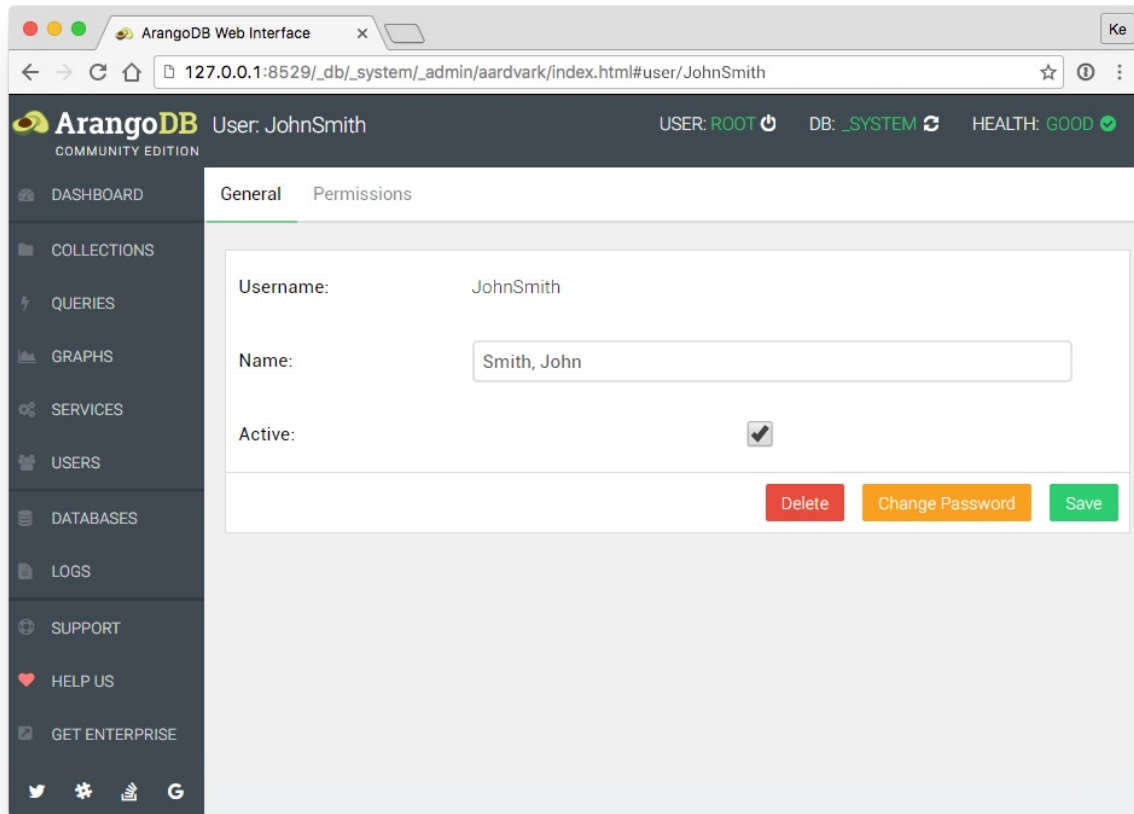 ArangoDB Web Interface
Ke
127.0.0.1:8529/_db/_system/_admin/aardvark/index.html#user/JohnSmith
ArangoDB User: JohnSmith USER: ROOT DB: _SYSTEM HEALTH: GOOD
COMMUNITY EDITION
DASHBOARD
General Permissions
COLLECTIONS
Username: JohnSmith
QUERIES
GRAPHS
Name: Smith, John
SERVICES
Active:
USERS
Delete Change Password Save
DATABASES
LOGS
SUPPORT
HELP US
GET ENTERPRISE